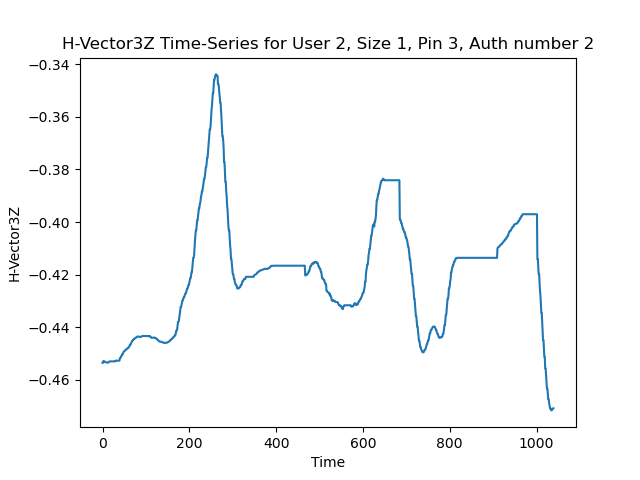 H-Vector3Z Time-Series for User 2, Size 1, Pin 3, Auth number 2
−0.34
−0.36
−0.38
−0.40
−0.42
−0.44
−0.46
H-Vector3Z
0 200 400 600 800 1000
Time